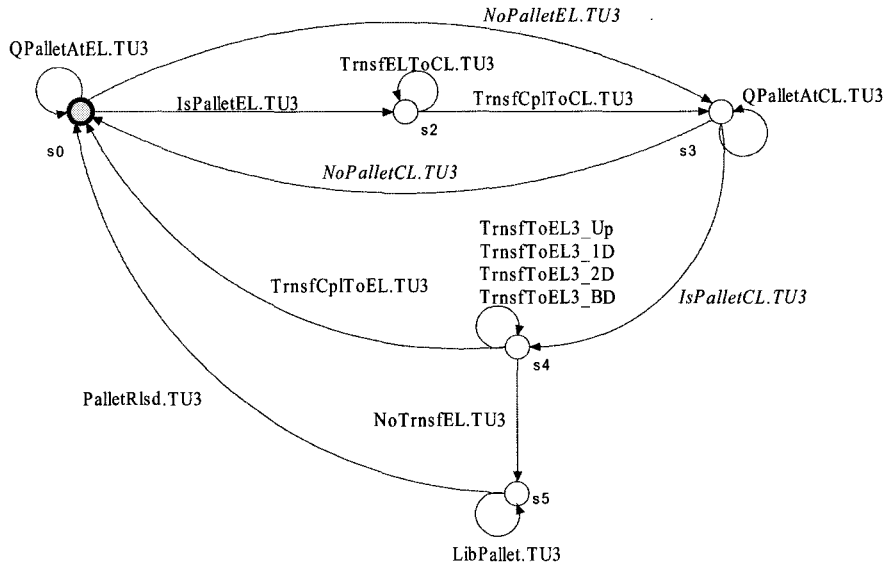 NoPalletEL.TU3
QPalletAtEL.TU3
TrnsfELToCL.TU3
QPalletAtCL.TU3
IsPalletEL.TU3
TrnsfCplToCL.TU3
s0
s2
s3
NoPalletCL.TU3
TrnsfToEL3_Up
TrnsfToEL3_1D
TrnsfToEL3_2D
TrnsfToEL3_BD
TrnsfCplToEL.TU3
IsPalletCL.TU3
s4
PalletRlsd.TU3
NoTrnsfEL.TU3
s5
LibPallet.TU3